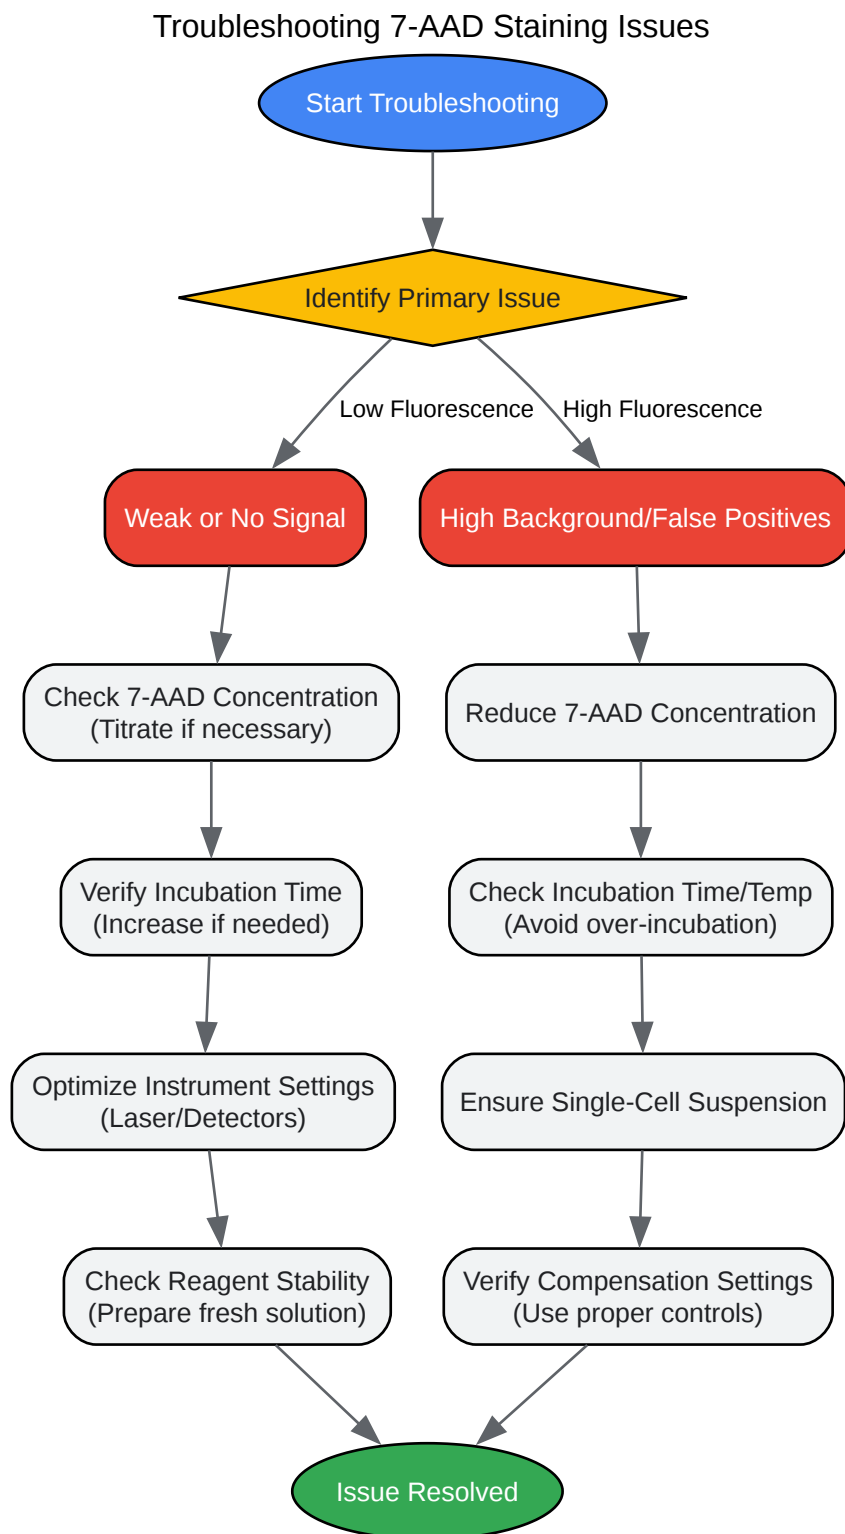 Troubleshooting 7-AAD Staining Issues
Start Troubleshooting
Identify Primary Issue
Low Fluorescence
High Fluorescence
Weak or No Signal
High Background/False Positives
Check 7-AAD Concentration
(Titrate if necessary)
Reduce 7-AAD Concentration
Verify Incubation Time
(Increase if needed)
Check Incubation Time/Temp
(Avoid over-incubation)
Optimize Instrument Settings
(Laser/Detectors)
Ensure Single-Cell Suspension
Check Reagent Stability
(Prepare fresh solution)
Verify Compensation Settings
(Use proper controls)
Issue Resolved